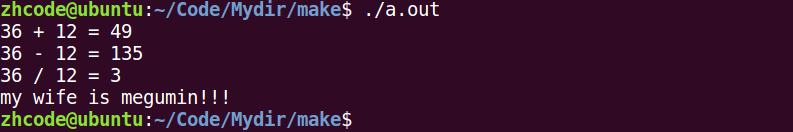 zhcode@ubuntu:~/Code/Mydir/make$ ./a.out
36 + 12 = 49
36 - 12 = 135
36 / 12 = 3
my wife is megumin!!!
zhcode@ubuntu:~/Code/Mydir/make$